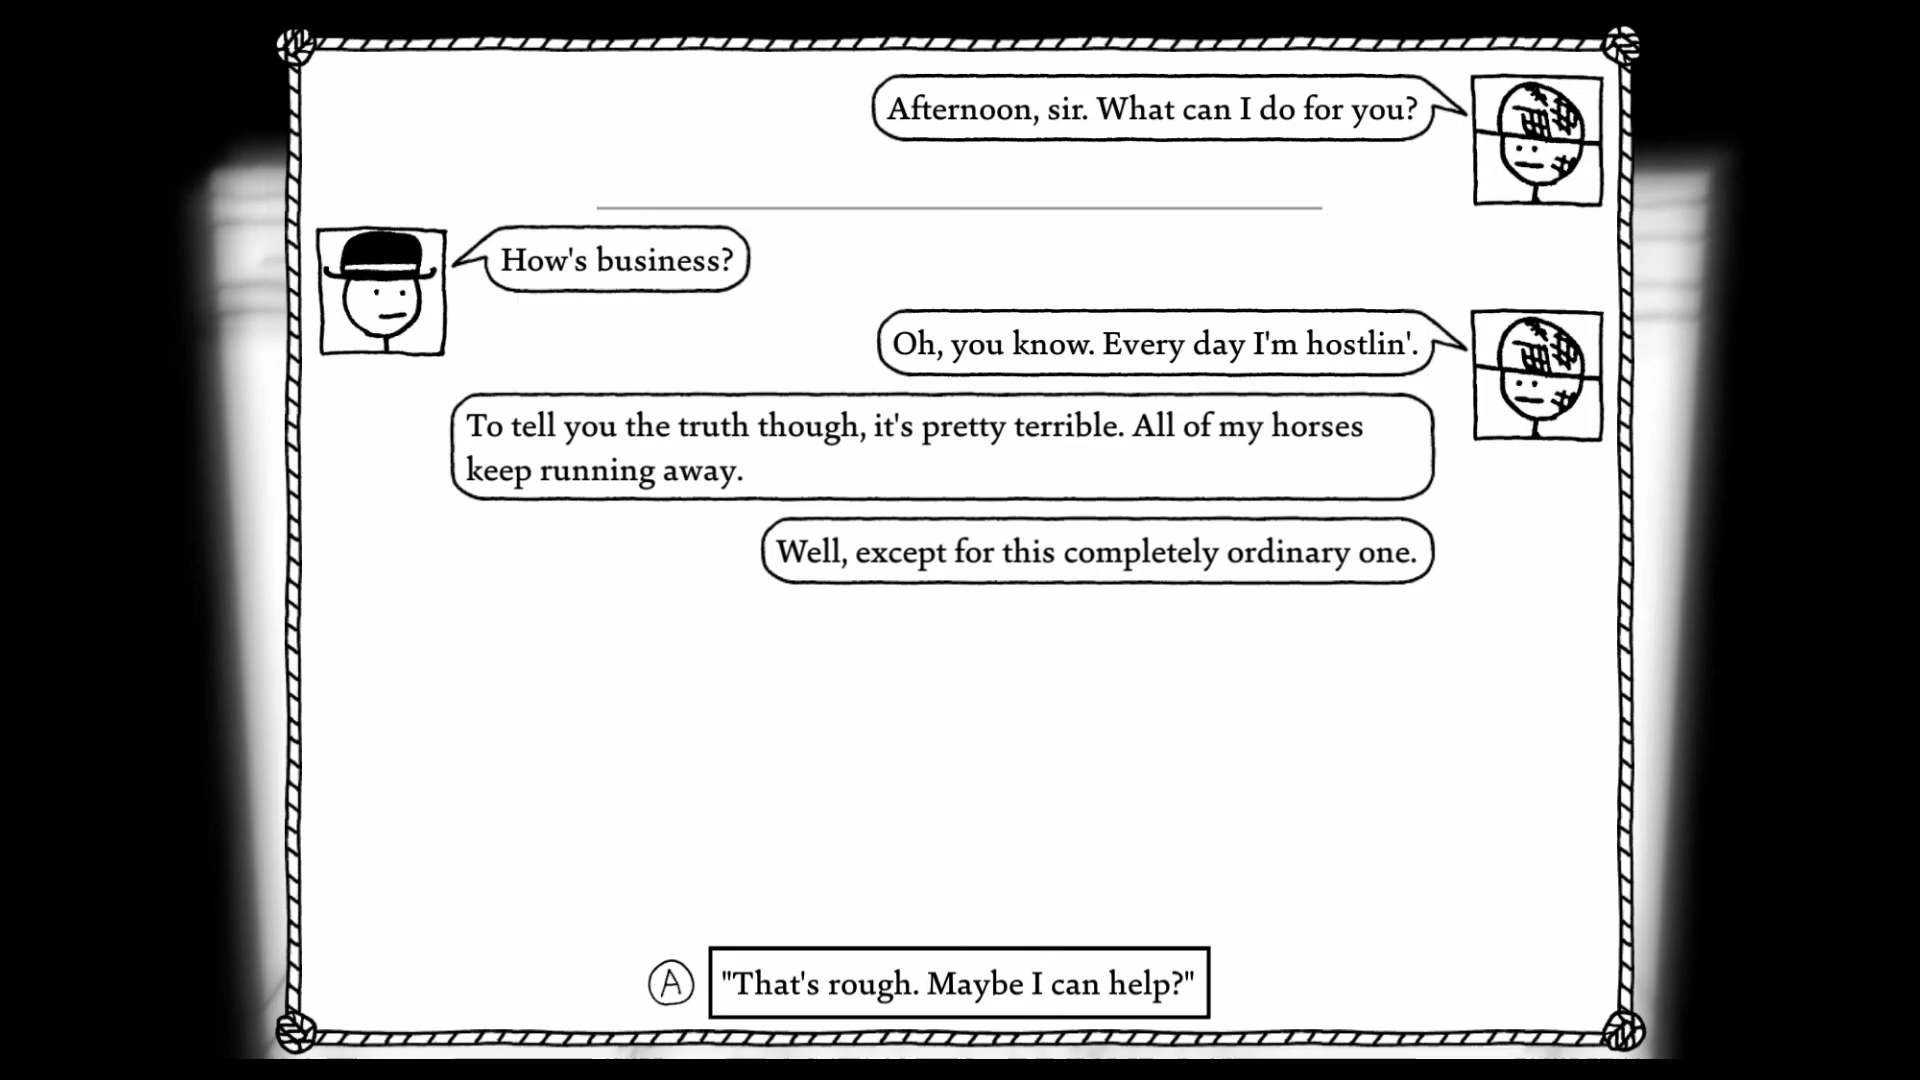 Afternoon, sir. What can I do for you?
How's business?
Oh, you know. Every day I'm hostlin'.
To tell you the truth though, it's pretty terrible. All of my horses
keep running away.
Well, except for this completely ordinary one.
A
"That's rough. Maybe I can help?"